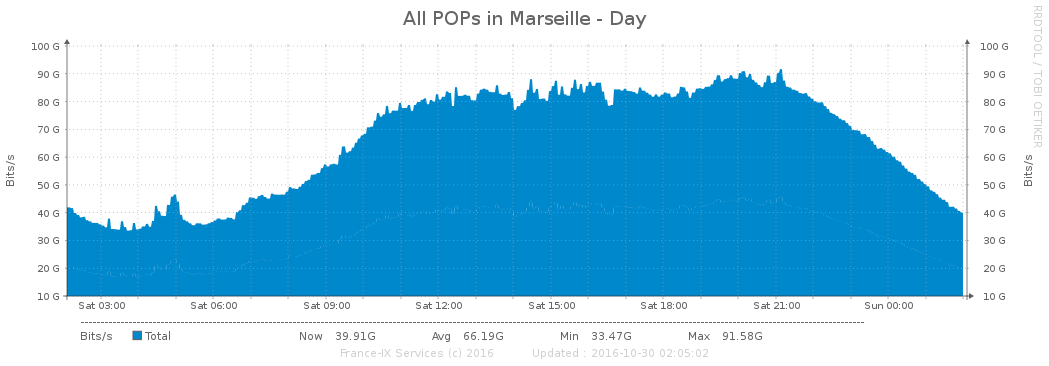 All POPs in Marseille - Day
RRDTOOL / TOBI OETIKER
100 G 100 G
90 G 90 G
80 G 80 G
70 G 70 G
60 G 60 G
50 G 50 G
40 G 40 G
30 G 30 G
20 G 20 G
10 G 10 G
Bits/s
Bits/s
Sat 03:00 Sat 06:00 Sat 09:00 Sat 12:00 Sat 15:00 Sat 18:00 Sat 21:00 Sun 00:00
Bits/s Total Now 39.91G Avg 66.19G Min 33.47G Max 91.58G
France-IX Services (c) 2016 Updated : 2016-10-30 02:05:02